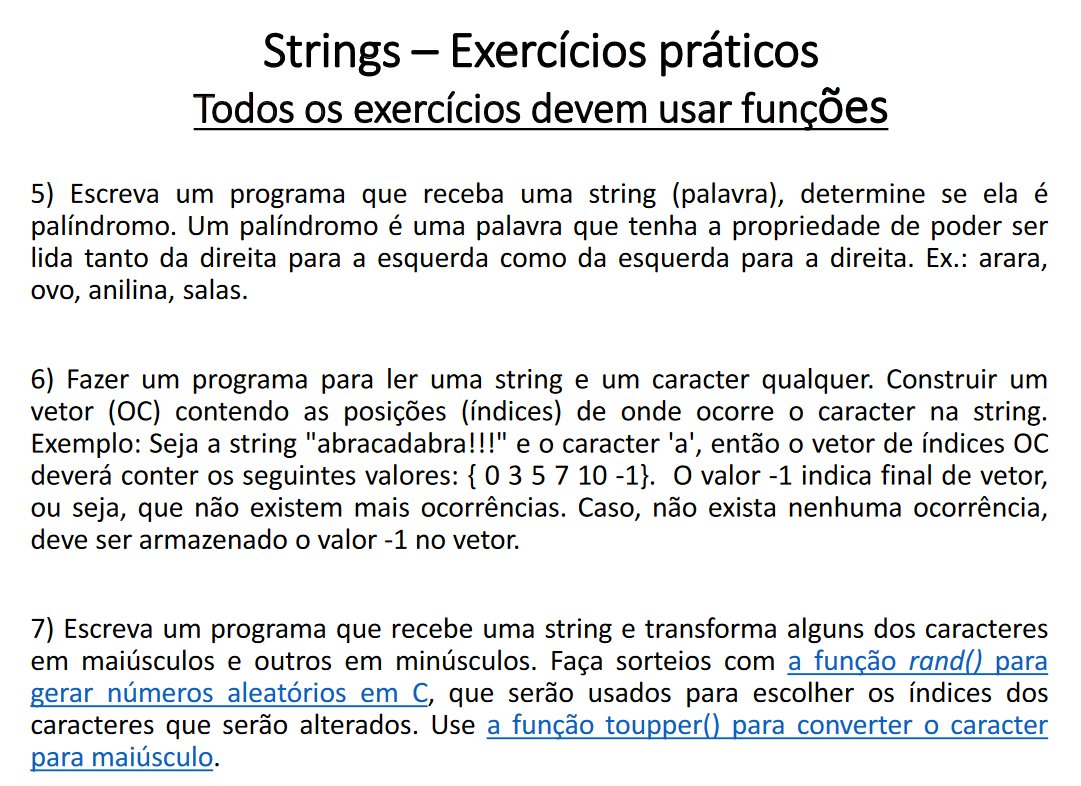 Strings – Exercícios práticos
Todos os exercícios devem usar funções
5) Escreva um programa que receba uma string (palavra), determine se ela é
palíndromo. Um palíndromo é uma palavra que tenha a propriedade de poder ser
lida tanto da direita para a esquerda como da esquerda para a direita. Ex.: arara,
ovo, anilina, salas.
6) Fazer um programa para ler uma string e um caracter qualquer. Construir um
vetor (OC) contendo as posições (índices) de onde ocorre o caracter na string.
Exemplo: Seja a string "abracadabra!!!" e o caracter 'a', então o vetor de índices OC
deverá conter os seguintes valores: { 0 3 5 7 10 -1}. O valor -1 indica final de vetor,
ou seja, que não existem mais ocorrências. Caso, não exista nenhuma ocorrência,
deve ser armazenado o valor -1 no vetor.
7) Escreva um programa que recebe uma string e transforma alguns dos caracteres
em maiúsculos e outros em minúsculos. Faça sorteios com a função rand() para
gerar números aleatórios em C, que serão usados para escolher os índices dos
caracteres que serão alterados. Use a função toupper() para converter o caracter
para maiúsculo.